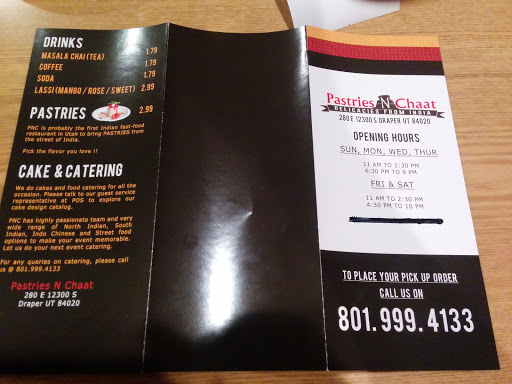 DRINKS
MASALA CHAI (TEA) 1.79
COFFEE 1.79
SODA 1.79
LASSI (MANGO / ROSE / SWEET) 2.99
PASTRIES 2.99
PNC is probably the first Indian fast-food
restaurant in Utah to bring PASTRIES from
the street of India.
Pick the flavor you love !!
CAKE & CATERING
We do cakes and food catering for all the
occasion. Please talk to our guest service
representative at POS to explore our
cake design catalog.
PNC has highly passionate team and very
wide range of North Indian, South
Indian, Indo Chinese and Street food
options to make your event memorable.
Let us do your next event catering.
For any queries on catering, please call
us @ 801.999.4133
Pastries N Chaat
280 E 12300 S
Draper UT 84020
Pastries N Chaat
DELICACIES FROM INDIA
280 E 12300 S DRAPER UT 84020
OPENING HOURS
SUN, MON, WED, THUR
11 AM TO 2:30 PM
4:30 PM TO 9 PM
FRI & SAT
11 AM TO 2:30 PM
4.30 PM TO 10 PM
TO PLACE YOUR PICK UP ORDER
CALL US ON
801.999.4133